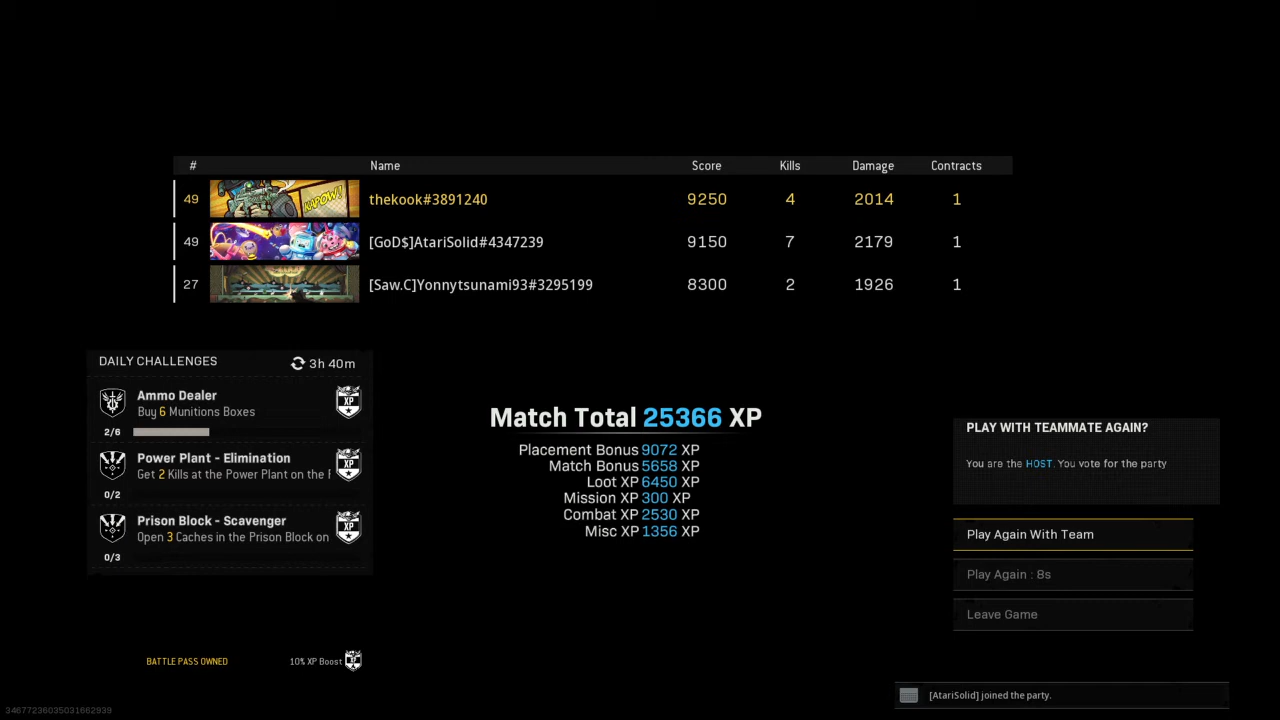 # Name Score Kills Damage Contracts
49 KAPOW! thekook#3891240 9250 4 2014 1
49 [GoD$]AtariSolid#4347239 9150 7 2179 1
27 [Saw.C]Yonnytsunami93#3295199 8300 2 1926 1
DAILY CHALLENGES 3h 40m
Ammo Dealer
Buy 6 Munitions Boxes
XP
2/6
Power Plant - Elimination
Get 2 Kills at the Power Plant on the
XP
0/2
Prison Block - Scavenger
Open 3 Caches in the Prison Block on
XP
0/3
BATTLE PASS OWNED 10% XP Boost
Match Total 25366 XP
Placement Bonus 9072 XP
Match Bonus 5658 XP
Loot XP 6450 XP
Mission XP 300 XP
Combat XP 2530 XP
Misc XP 1356 XP
PLAY WITH TEAMMATE AGAIN?
You are the HOST. You vote for the party
Play Again With Team
Play Again : 8s
Leave Game
[AtariSolid] joined the party.
34677236035031662939